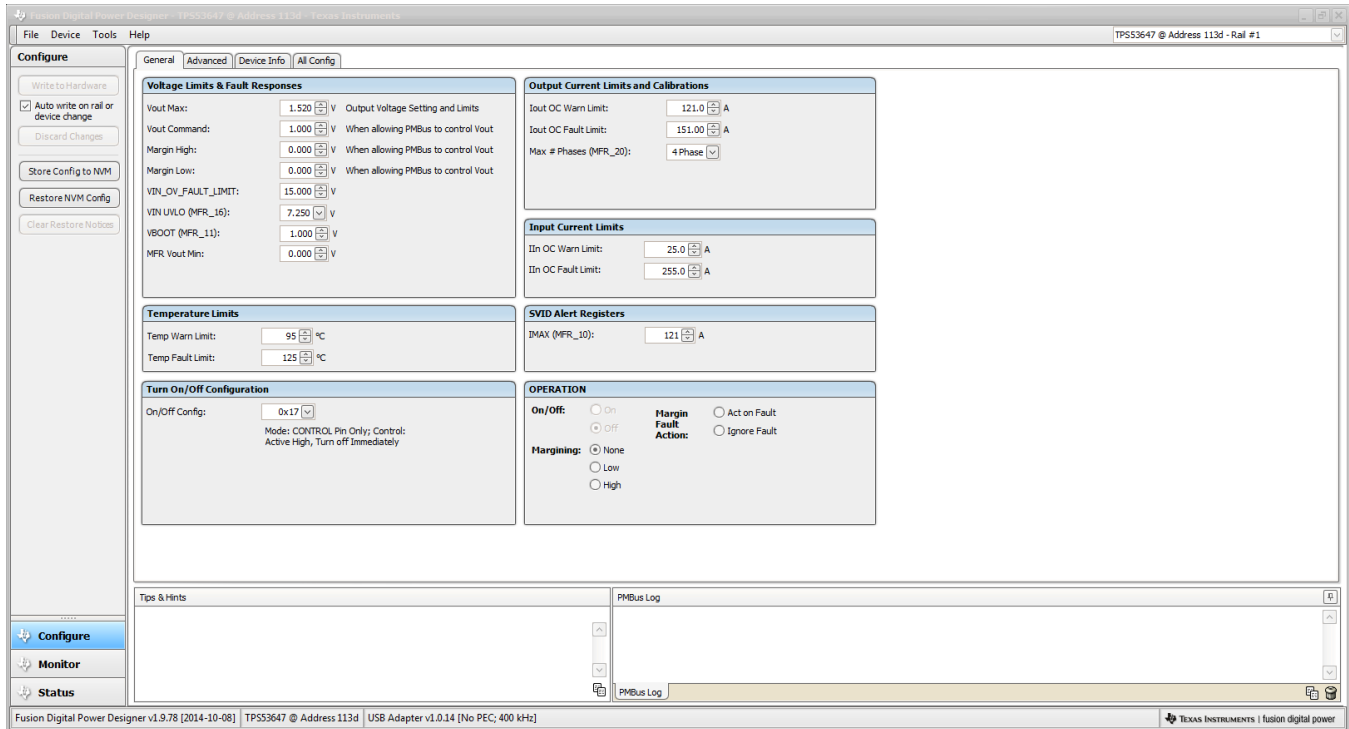 Fusion Digital Power Designer - TPS53647 @ Address 113d - Texas Instruments
File Device Tools Help
TPS53647 @ Address 113d - Rail #1
Configure
Write to Hardware
Auto write on rail or
device change
Discard Changes
Store Config to NVM
Restore NVM Config
Clear Restore Notices
General Advanced Device Info All Config
Voltage Limits & Fault Responses
Vout Max: 1.520 V Output Voltage Setting and Limits
Vout Command: 1.000 V When allowing PMBus to control Vout
Margin High: 0.000 V When allowing PMBus to control Vout
Margin Low: 0.000 V When allowing PMBus to control Vout
VIN_OV_FAULT_LIMIT: 15.000 V
VIN UVLO (MFR_16): 7.250 V
VBOOT (MFR_11): 1.000 V
MFR Vout Min: 0.000 V
Output Current Limits and Calibrations
Iout OC Warn Limit: 121.0 A
Iout OC Fault Limit: 151.00 A
Max # Phases (MFR_20): 4 Phase
Input Current Limits
IIn OC Warn Limit: 25.0 A
IIn OC Fault Limit: 255.0 A
Temperature Limits
Temp Warn Limit: 95 ºC
Temp Fault Limit: 125 ºC
SVID Alert Registers
IMAX (MFR_10): 121 A
Turn On/Off Configuration
On/Off Config: 0x17
Mode: CONTROL Pin Only; Control:
Active High, Turn off Immediately
OPERATION
On/Off: On
Off
Margining: None
Low
High
Margin
Fault
Action:
Act on Fault
Ignore Fault
Tips & Hints
PMBus Log
PMBus Log
Configure
Monitor
Status
Fusion Digital Power Designer v1.9.78 [2014-10-08] TPS53647 @ Address 113d USB Adapter v1.0.14 [No PEC; 400 kHz]
TEXAS INSTRUMENTS | fusion digital power